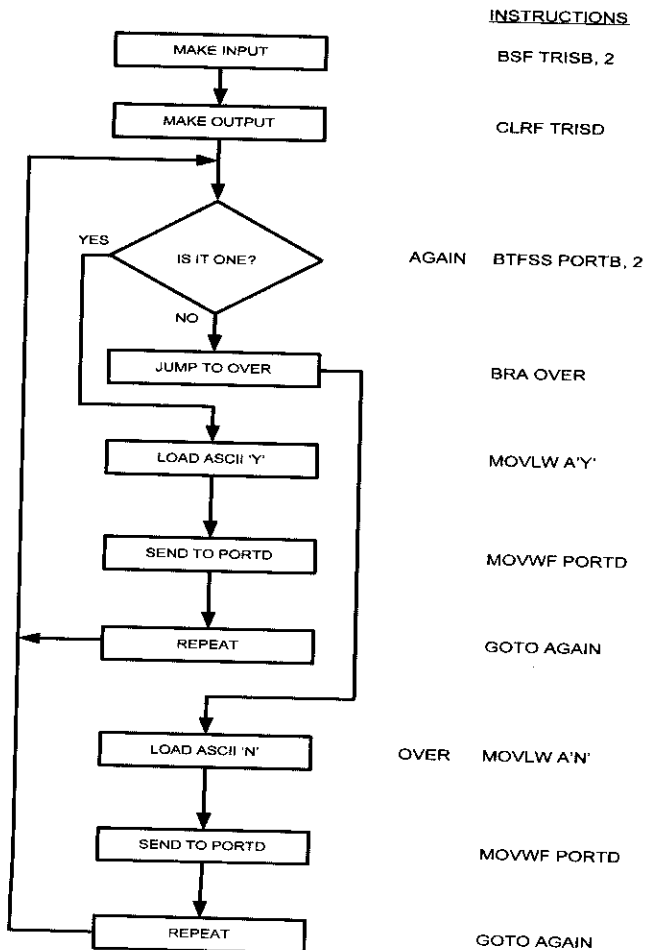 INSTRUCTIONS
MAKE INPUT BSF TRISB, 2
MAKE OUTPUT CLRF TRISD
YES
IS IT ONE? AGAIN BTFSS PORTB, 2
NO
JUMP TO OVER BRA OVER
LOAD ASCII 'Y' MOVLW A'Y'
SEND TO PORTD MOVWF PORTD
REPEAT GOTO AGAIN
LOAD ASCII 'N' OVER MOVLW A'N'
SEND TO PORTD MOVWF PORTD
REPEAT GOTO AGAIN